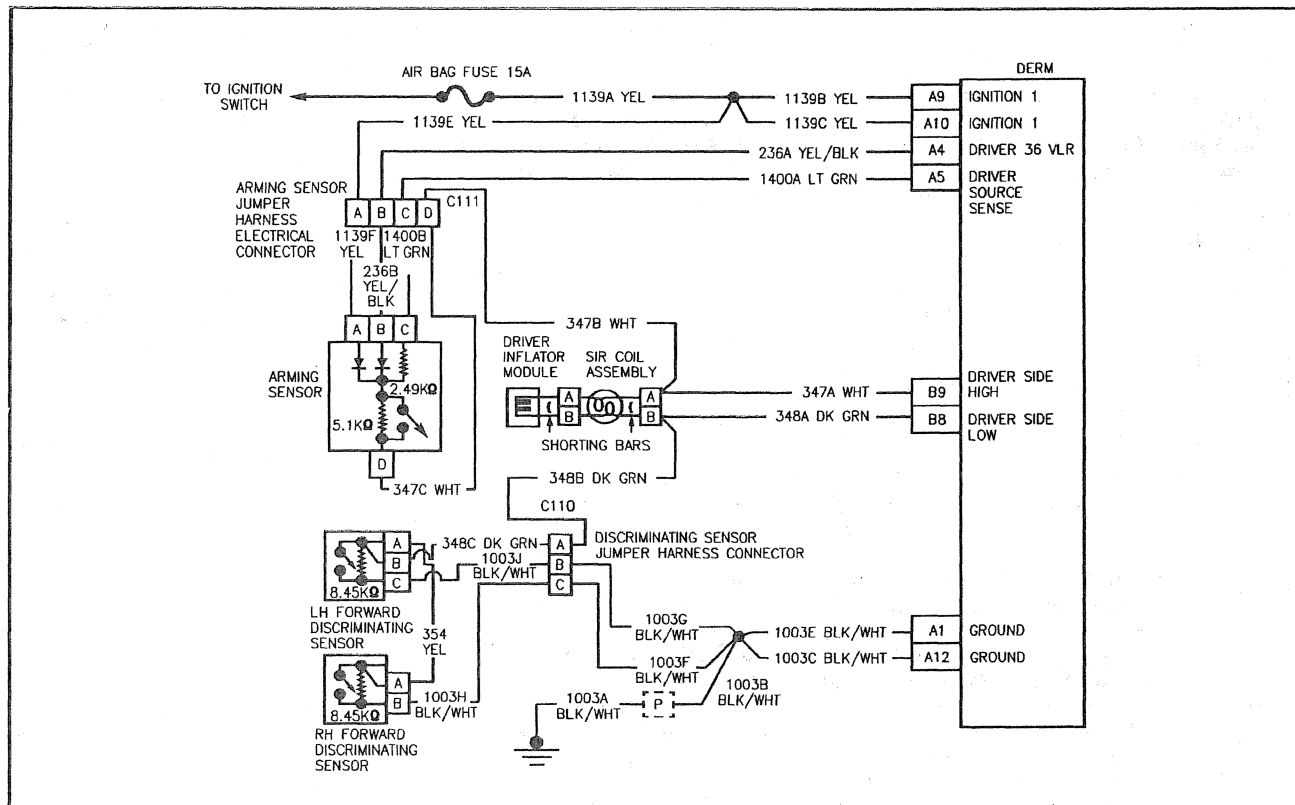 DERM
AIR BAG FUSE 15A
TO IGNITION
SWITCH
1139A YEL
1139B YEL
A9
IGNITION 1
1139E YEL
1139C YEL
A10
IGNITION 1
236A YEL/BLK
A4
DRIVER 36 VLR
1400A LT GRN
A5
DRIVER
SOURCE
SENSE
ARMING SENSOR
JUMPER
HARNESS
ELECTRICAL
CONNECTOR
A B C D
C111
1139F
YEL
1400B
LT GRN
236B
YEL/
BLK
A B C
ARMING
SENSOR
2.49KΩ
5.1KΩ
D
347C WHT
347B WHT
DRIVER
INFLATOR
MODULE
SIR COIL
ASSEMBLY
A
B
A
B
SHORTING BARS
347A WHT
B9
DRIVER SIDE
HIGH
348A DK GRN
B8
DRIVER SIDE
LOW
348B DK GRN
C110
DISCRIMINATING SENSOR
JUMPER HARNESS CONNECTOR
A
B
C
348C DK GRN
1003J
BLK/WHT
A
B
C
8.45KΩ
LH FORWARD
DISCRIMINATING
SENSOR
354
YEL
A
B
1003H
BLK/WHT
8.45KΩ
RH FORWARD
DISCRIMINATING
SENSOR
1003G
BLK/WHT
1003E BLK/WHT
A1
GROUND
1003C BLK/WHT
A12
GROUND
1003F
BLK/WHT
1003B
BLK/WHT
1003A
BLK/WHT
P